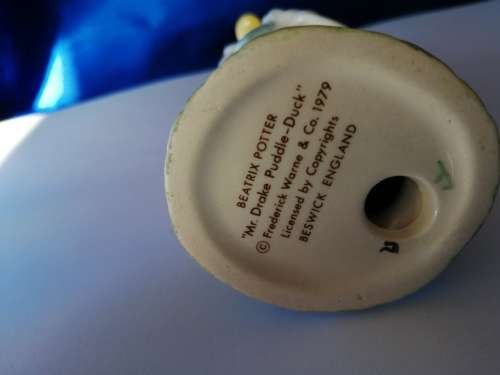 BEATRIX POTTER
"Mr. Drake Puddle-Duck"
© Frederick Warne & Co. 1979
Licensed by Copyrights
BESWICK ENGLAND